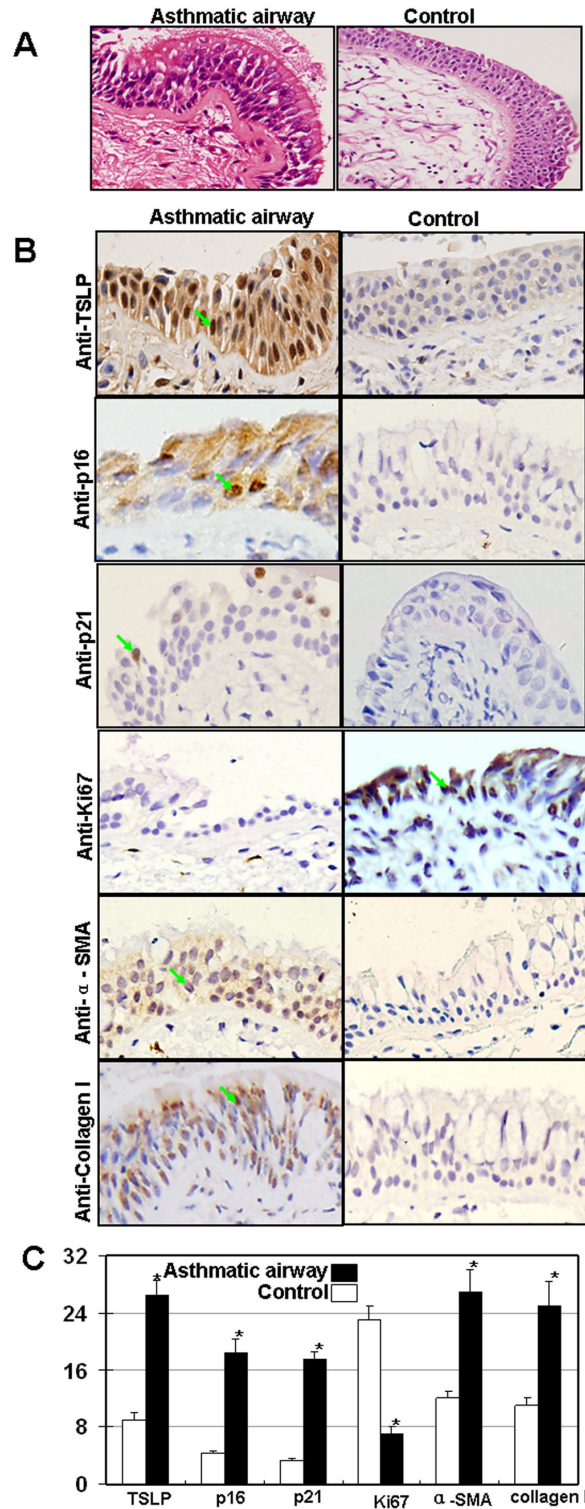 Asthmatic airway Control
A
Asthmatic airway Control
B
Anti-TSLP
Anti-p16
Anti-p21
Anti-Ki67
Anti-α-SMA
Anti-Collagen I
C
32
24
16
8
0
Asthmatic airway
Control
* * * * * *
TSLP p16 p21 Ki67 α-SMA collagen I